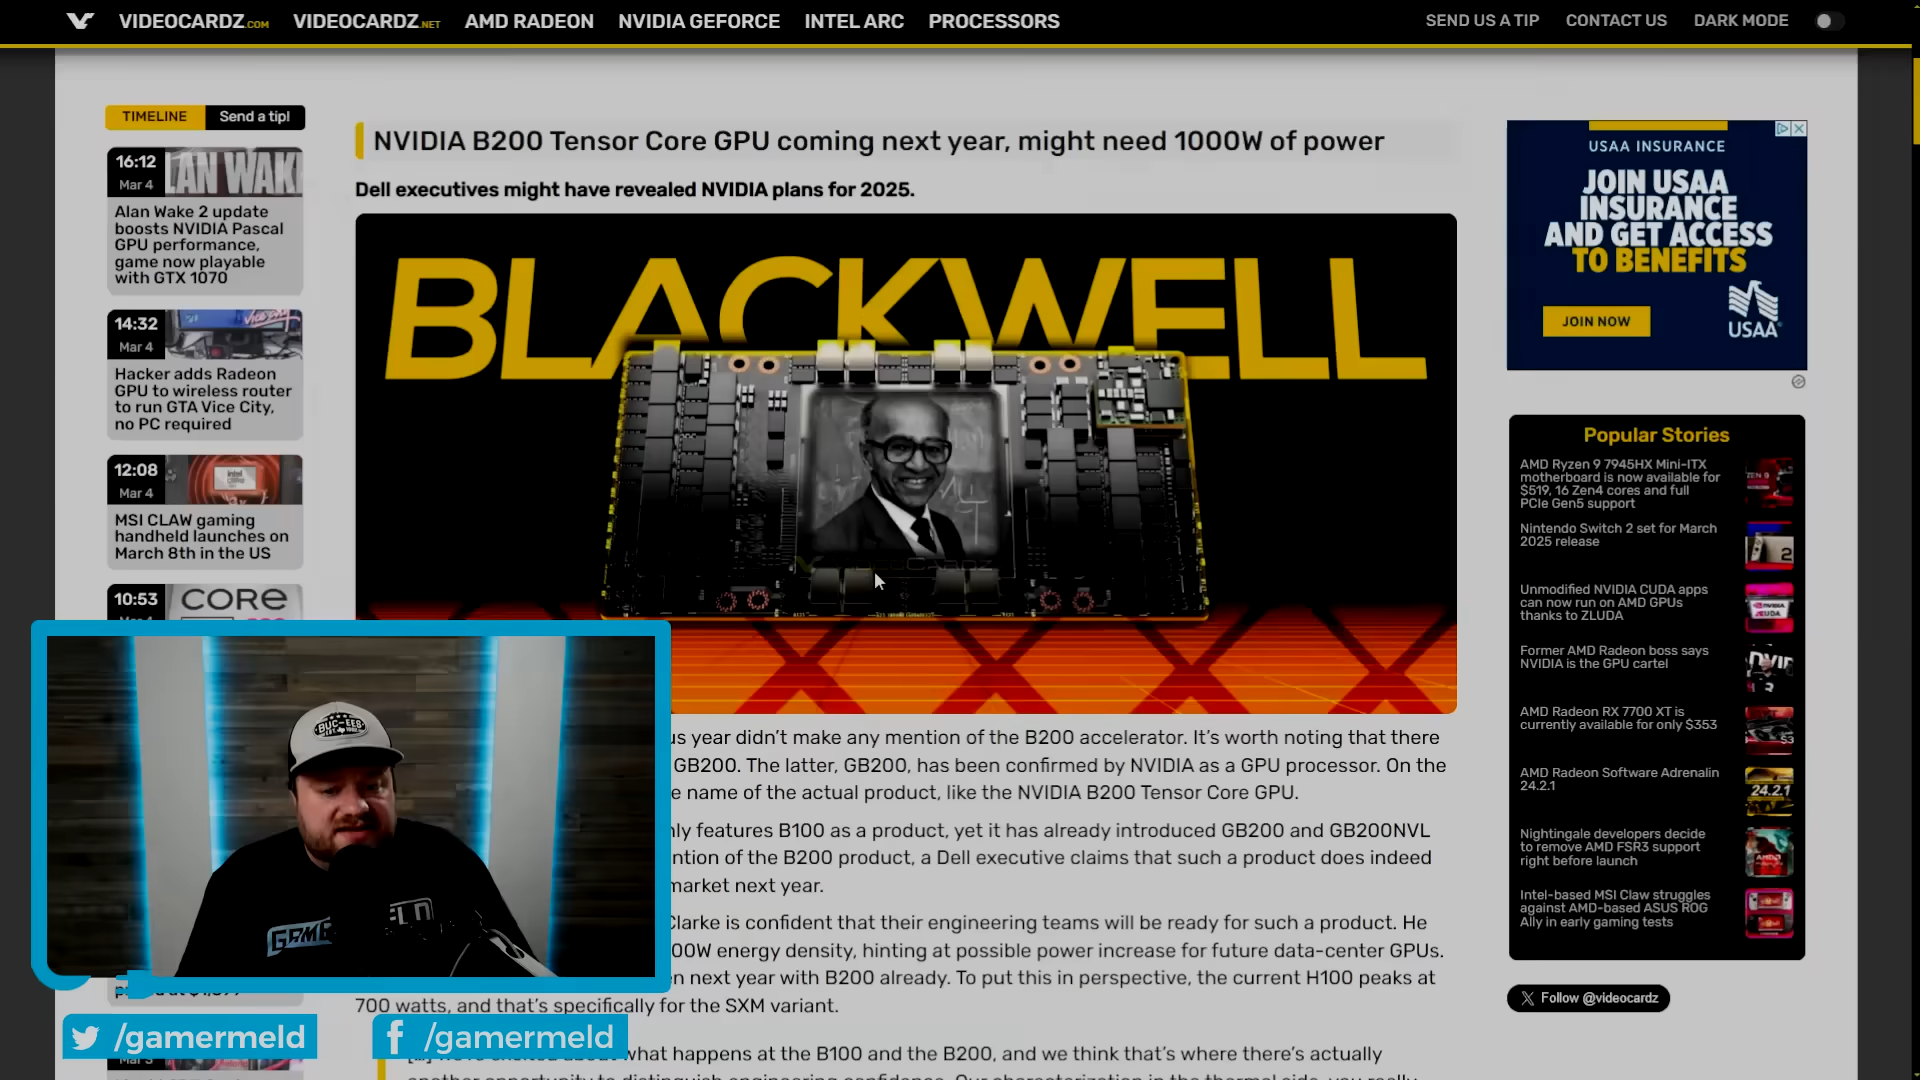 VIDEOCARDZ.COM VIDEOCARDZ.NET AMD RADEON NVIDIA GEFORCE INTEL ARC PROCESSORS SEND US A TIP CONTACT US DARK MODE
TIMELINE Send a tip!
16:12
Mar 4
LAN WAK
Alan Wake 2 update
boosts NVIDIA Pascal
GPU performance,
game now playable
with GTX 1070
14:32
Mar 4
Hacker adds Radeon
GPU to wireless router
to run GTA Vice City,
no PC required
12:08
Mar 4
MSI CLAW gaming
handheld launches on
March 8th in the US
10:53
CORE
NVIDIA B200 Tensor Core GPU coming next year, might need 1000W of power
Dell executives might have revealed NVIDIA plans for 2025.
BLACKWELL
us year didn't make any mention of the B200 accelerator. It's worth noting that there
GB200. The latter, GB200, has been confirmed by NVIDIA as a GPU processor. On the
e name of the actual product, like the NVIDIA B200 Tensor Core GPU.
nly features B100 as a product, yet it has already introduced GB200 and GB200NVL
ntion of the B200 product, a Dell executive claims that such a product does indeed
market next year.
Clarke is confident that their engineering teams will be ready for such a product. He
00W energy density, hinting at possible power increase for future data-center GPUs.
n next year with B200 already. To put this in perspective, the current H100 peaks at
700 watts, and that's specifically for the SXM variant.
what happens at the B100 and the B200, and we think that's where there's actually
BUC-EES
/gamermeld /gamermeld
USAA INSURANCE
JOIN USAA
INSURANCE
AND GET ACCESS
TO BENEFITS
JOIN NOW
USAA
Popular Stories
AMD Ryzen 9 7945HX Mini-ITX
motherboard is now available for
$519, 16 Zen4 cores and full
PCIe Gen5 support
Nintendo Switch 2 set for March
2025 release
Unmodified NVIDIA CUDA apps
can now run on AMD GPUs
thanks to ZLUDA
Former AMD Radeon boss says
NVIDIA is the GPU cartel
AMD Radeon RX 7700 XT is
currently available for only $353
AMD Radeon Software Adrenalin
24.2.1
24.2.1
Nightingale developers decide
to remove AMD FSR3 support
right before launch
Intel-based MSI Claw struggles
against AMD-based ASUS ROG
Ally in early gaming tests
Follow @videocardz